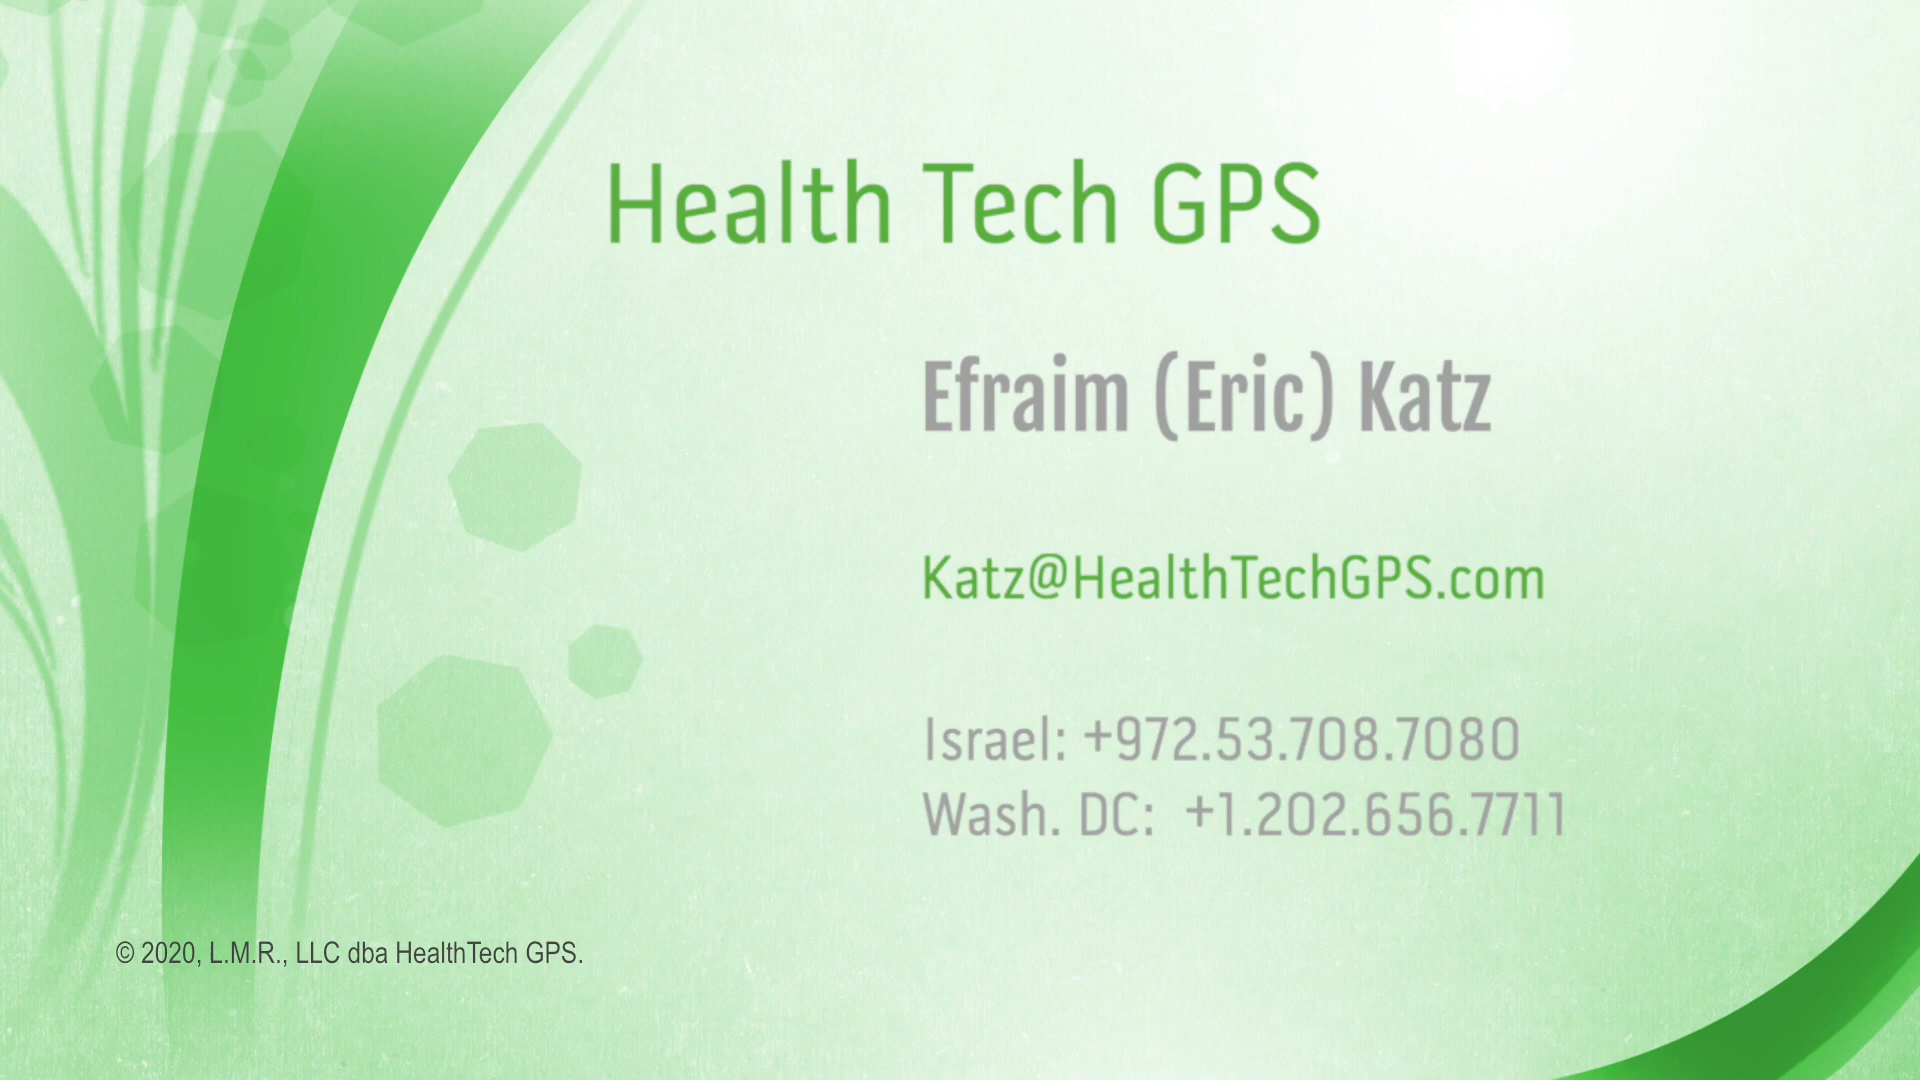 Health Tech GPS
Efraim (Eric) Katz
Katz@HealthTechGPS.com
Israel: +972.53.708.7080
Wash. DC: +1.202.656.7711
© 2020, L.M.R., LLC dba HealthTech GPS.